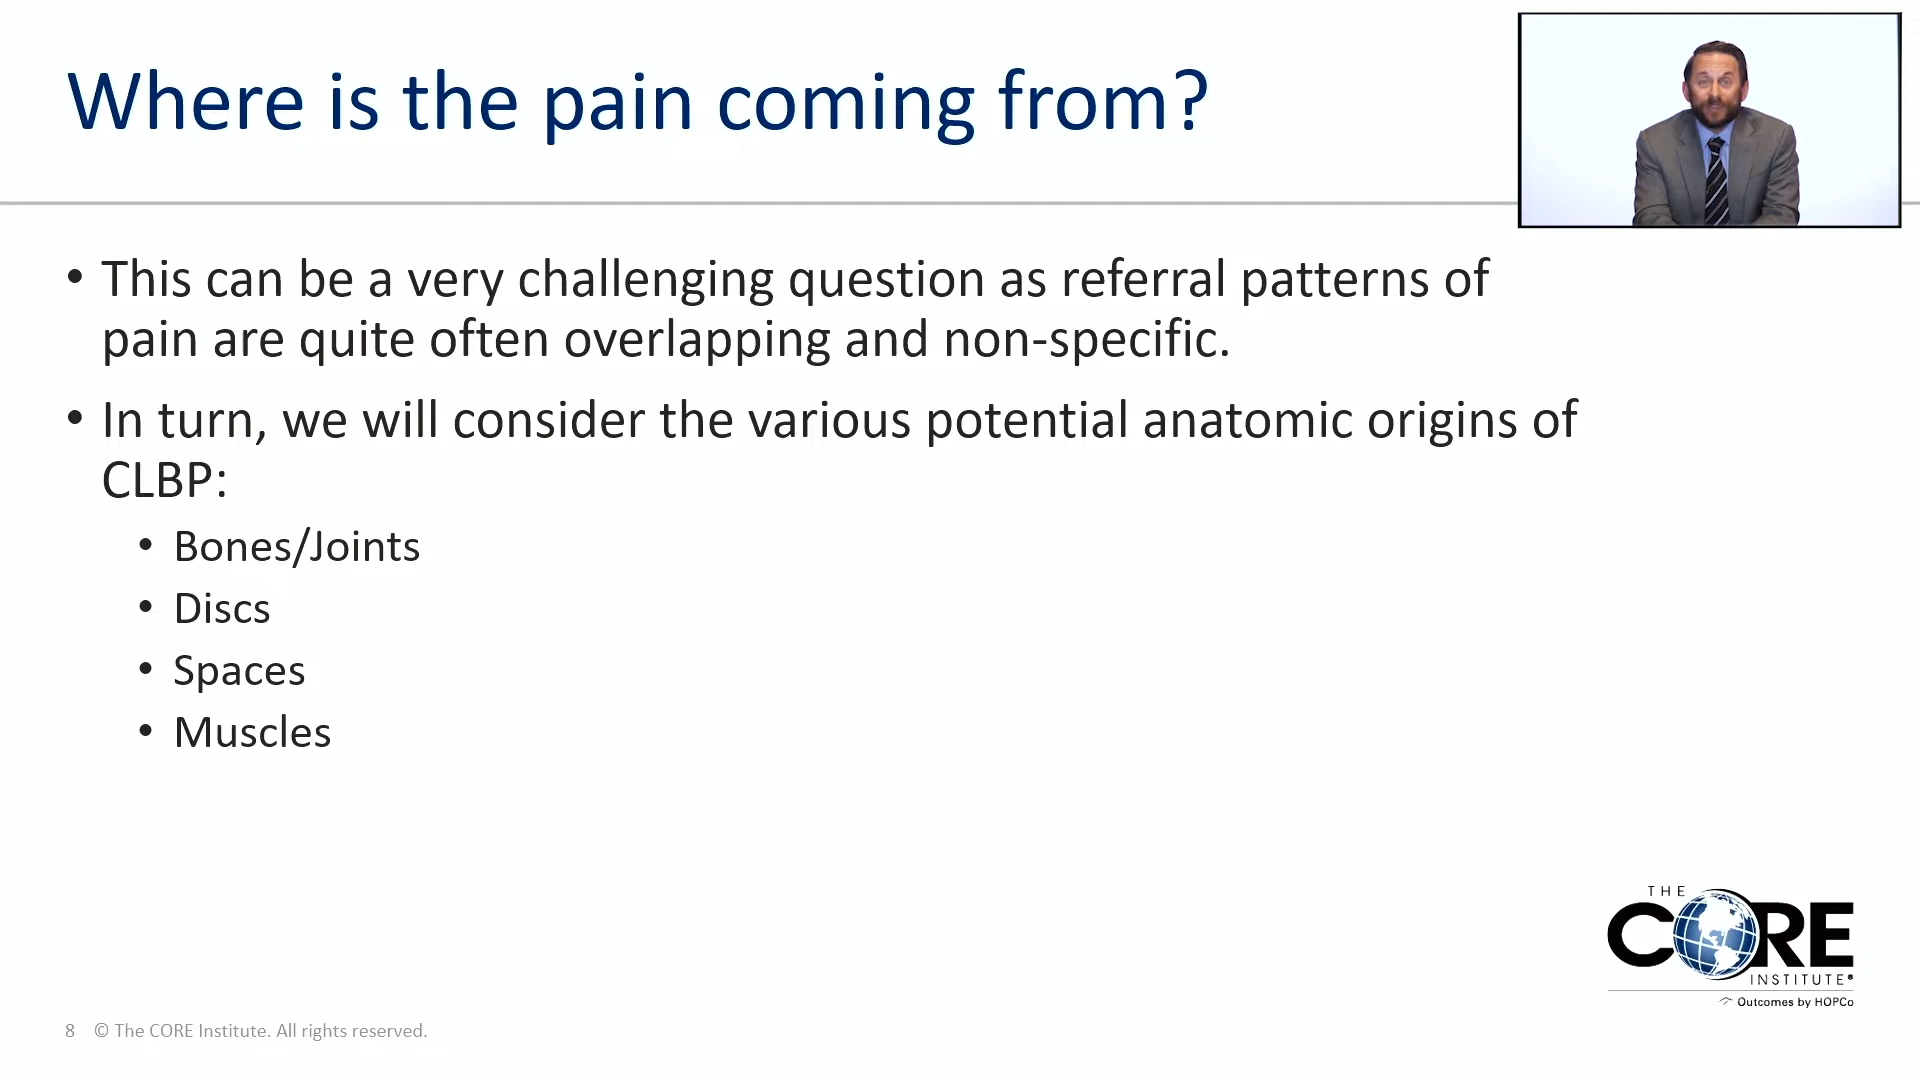 Where is the pain coming from?
• This can be a very challenging question as referral patterns of
pain are quite often overlapping and non-specific.
• In turn, we will consider the various potential anatomic origins of
CLBP:
• Bones/Joints
• Discs
• Spaces
• Muscles
THE
CORE
INSTITUTE®
Outcomes by HOPCo
8 © The CORE Institute. All rights reserved.